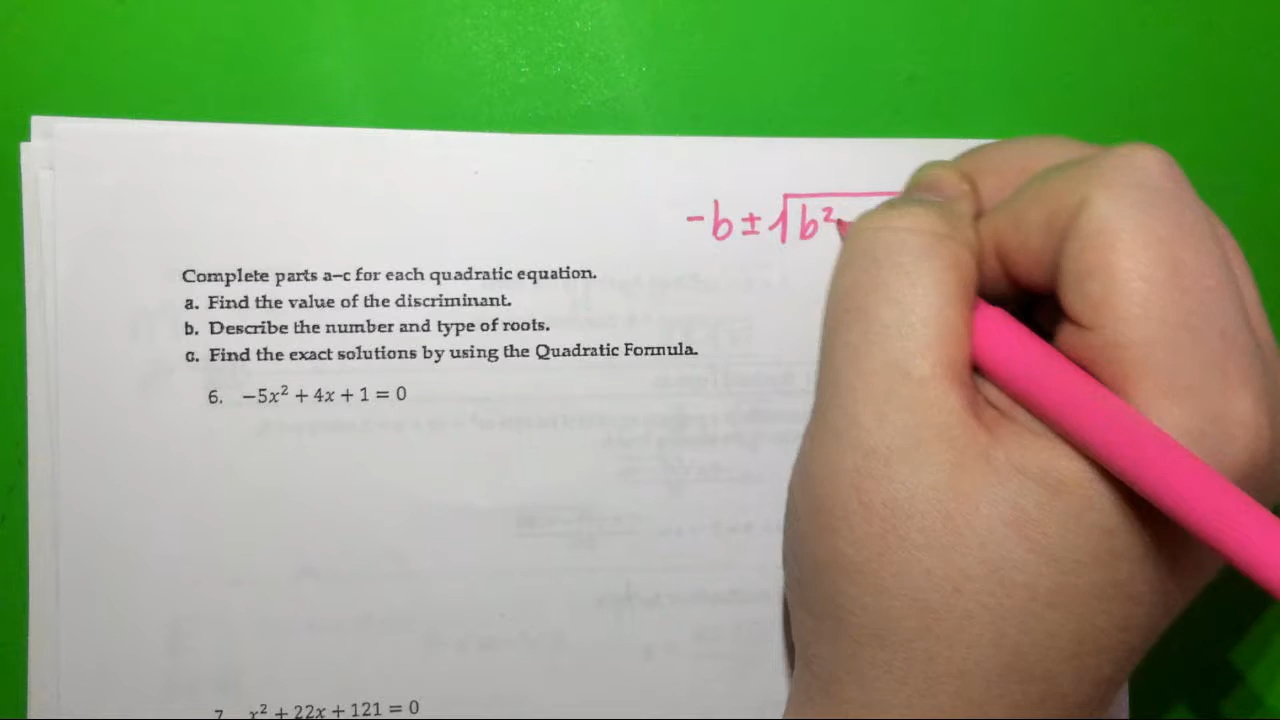 -b ± √b²
Complete parts a–c for each quadratic equation.
a. Find the value of the discriminant.
b. Describe the number and type of roots.
c. Find the exact solutions by using the Quadratic Formula.
6. −5x² + 4x + 1 = 0
7. x² + 22x + 121 = 0